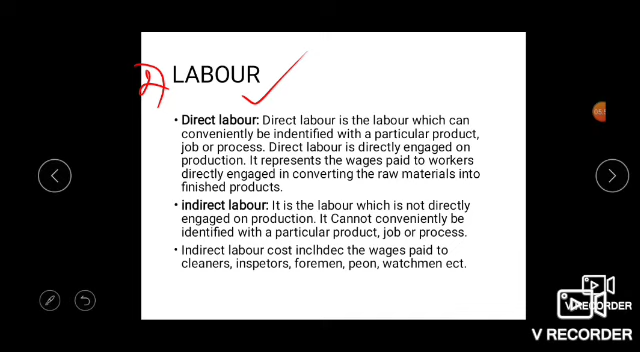 2) LABOUR
• Direct labour: Direct labour is the labour which can
conveniently be indentified with a particular product,
job or process. Direct labour is directly engaged on
production. It represents the wages paid to workers
directly engaged in converting the raw materials into
finished products.
• indirect labour: It is the labour which is not directly
engaged on production. It Cannot conveniently be
identified with a particular product, job or process.
• Indirect labour cost inclhdec the wages paid to
cleaners, inspetors, foremen, peon, watchmen ect.
V RECORDER